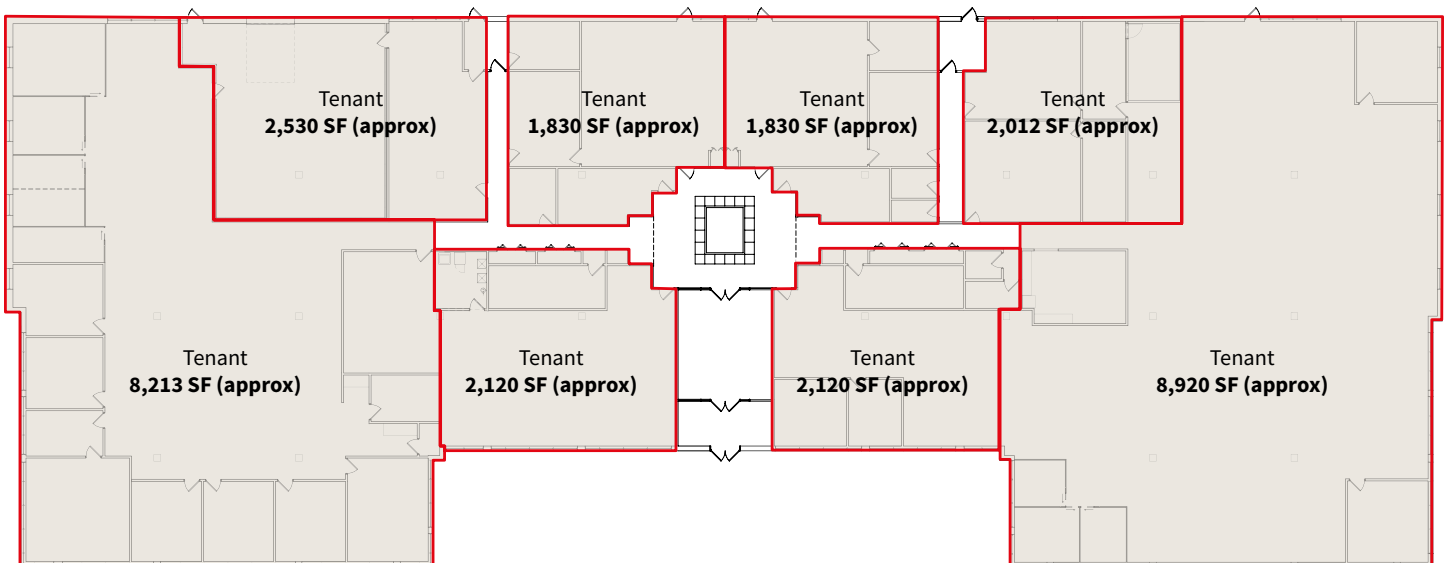 Tenant
2,530 SF (approx)
Tenant
1,830 SF (approx)
Tenant
1,830 SF (approx)
Tenant
2,012 SF (approx)
Tenant
8,213 SF (approx)
Tenant
2,120 SF (approx)
Tenant
2,120 SF (approx)
Tenant
8,920 SF (approx)